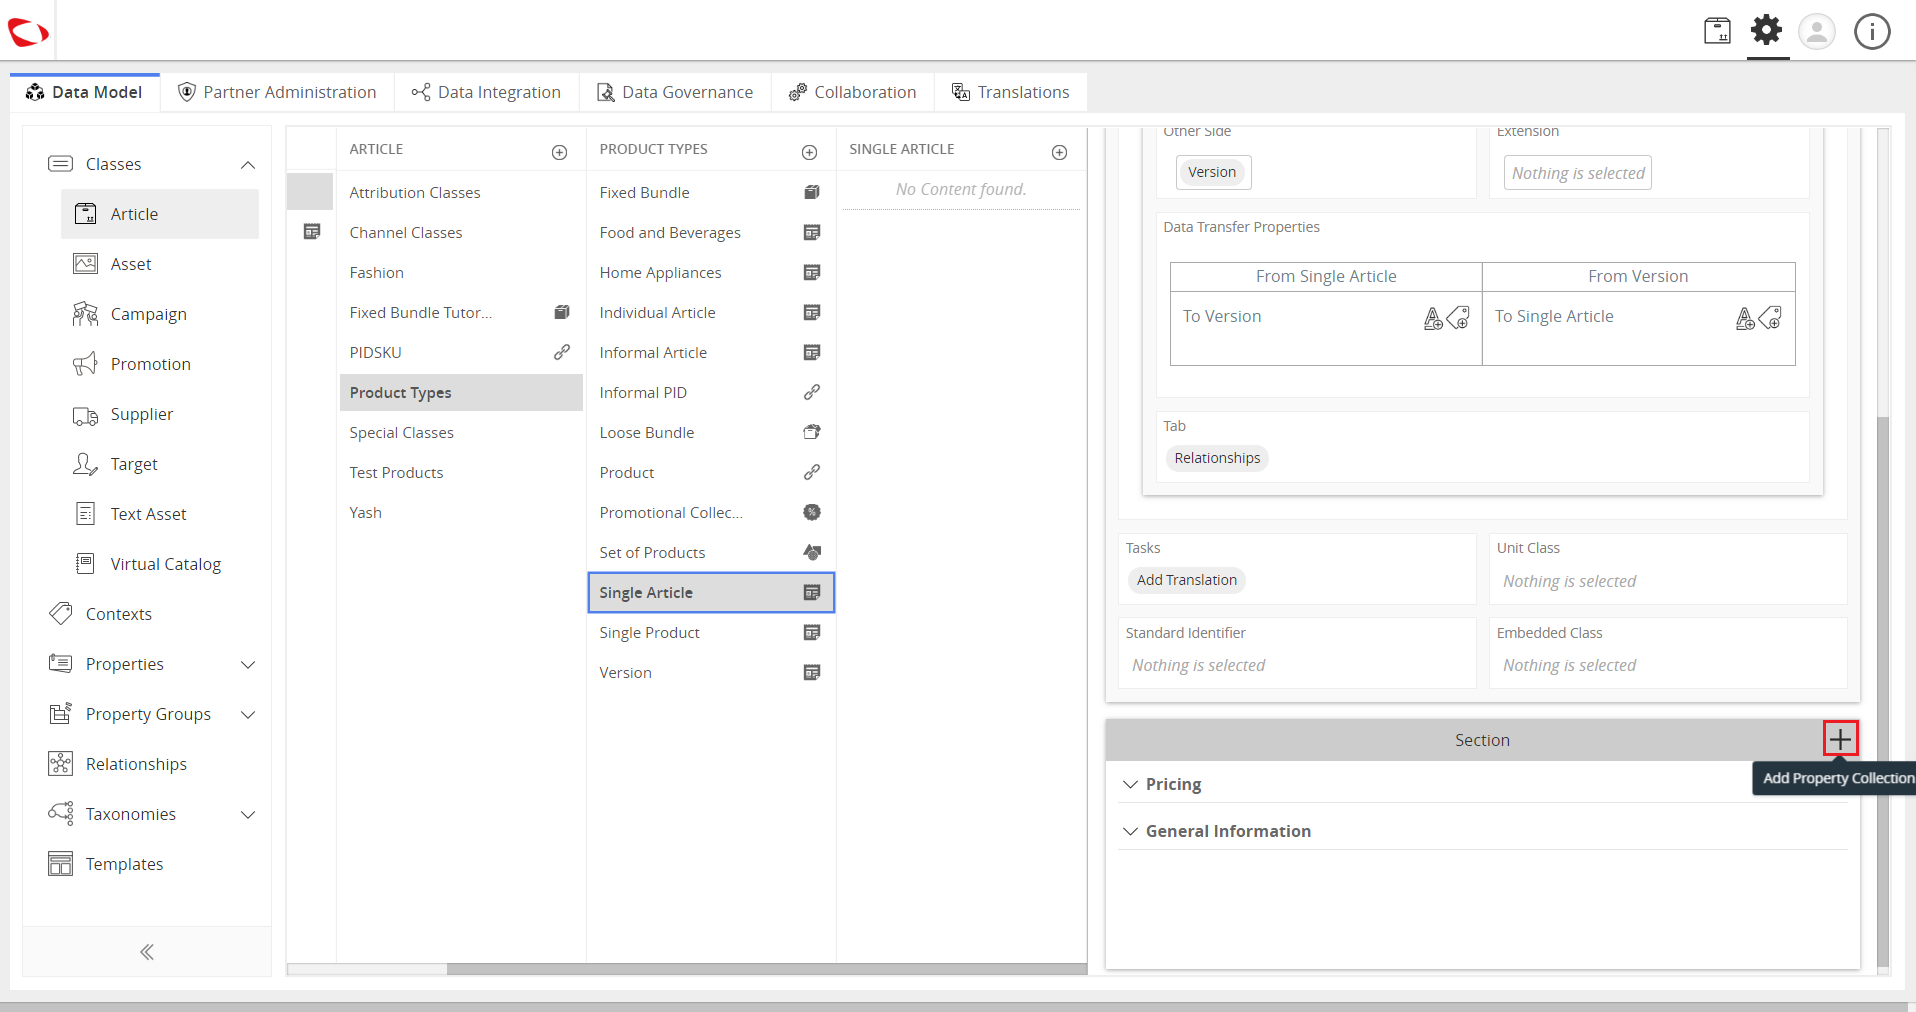 Data Model
Partner Administration
Data Integration
Data Governance
Collaboration
Translations
Classes
Article
Asset
Campaign
Promotion
Supplier
Target
Text Asset
Virtual Catalog
Contexts
Properties
Property Groups
Relationships
Taxonomies
Templates
ARTICLE
Attribution Classes
Channel Classes
Fashion
Fixed Bundle Tutor...
PIDSKU
Product Types
Special Classes
Test Products
Yash
PRODUCT TYPES
Fixed Bundle
Food and Beverages
Home Appliances
Individual Article
Informal Article
Informal PID
Loose Bundle
Product
Promotional Collec...
Set of Products
Single Article
Single Product
Version
SINGLE ARTICLE
No Content found.
Other Side
Version
Extension
Nothing is selected
Data Transfer Properties
From Single Article
From Version
To Version
To Single Article
Tab
Relationships
Tasks
Add Translation
Unit Class
Nothing is selected
Standard Identifier
Nothing is selected
Embedded Class
Nothing is selected
Section
Add Property Collection
Pricing
General Information